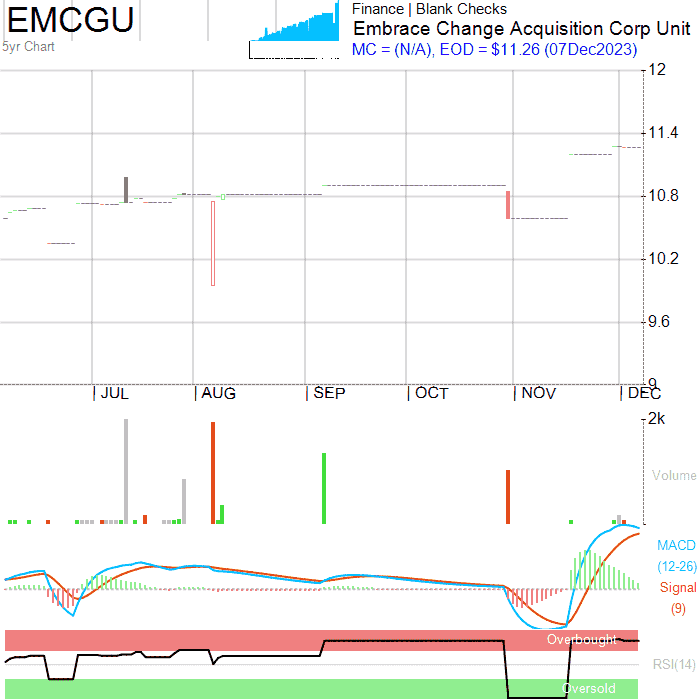 EMCGU
5yr Chart
Finance | Blank Checks
Embrace Change Acquisition Corp Unit
MC = (N/A), EOD = $11.26 (07Dec2023)
12
11.4
10.8
10.2
9.6
9
JUL AUG SEP OCT NOV DEC
2k
Volume
MACD
(12-26)
Signal
(9)
Overbought
RSI(14)
Oversold